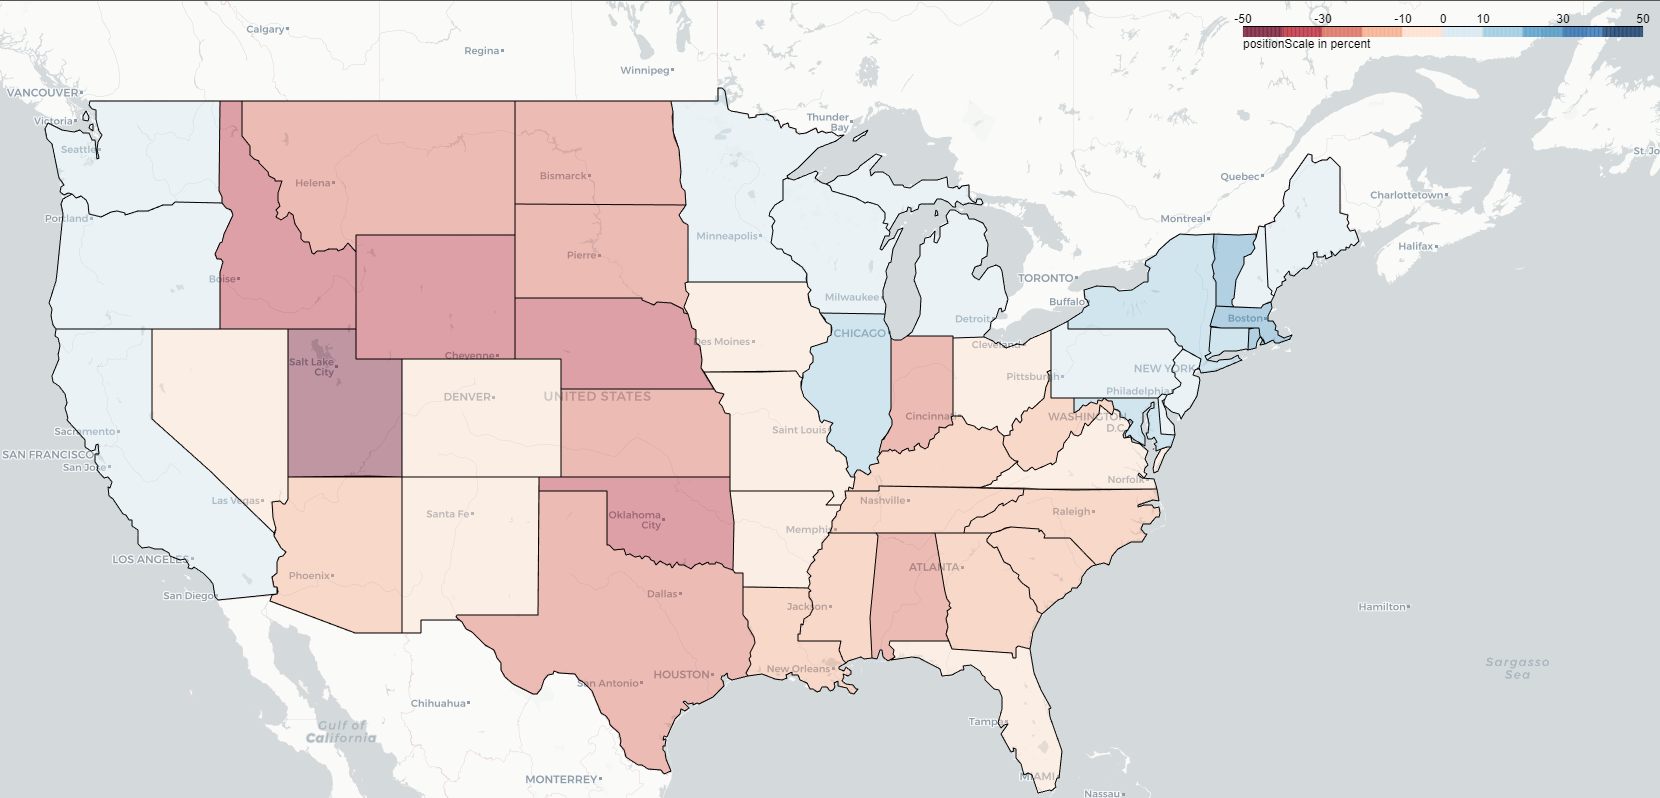 -50 -30 -10 0 10 30 50
positionScale in percent
Calgary
Regina
Winnipeg
VANCOUVER
Victoria
Seattle
Thunder
Bay
St. Jo
Quebec
Charlottetown
Helena
Bismarck
Portland
Montreal
Minneapolis
Halifax
Pierre
Boise
TORONTO
Milwaukee
Buffalo
Detroit
Boston
CHICAGO
Des Moines
Cleveland
Cheyenne
Salt Lake
City
NEW YORK
Pittsburgh
DENVER
UNITED STATES
Philadelphia
Cincinnati
WASHINGTON
D.C.
Sacramento
Saint Louis
SAN FRANCISCO
San Jose
Norfolk
Las Vegas
Nashville
Santa Fe
Oklahoma
City
Raleigh
Memphis
LOS ANGELES
Phoenix
ATLANTA
San Diego
Dallas
Jackson
Hamilton
New Orleans
Sargasso
Sea
HOUSTON
San Antonio
Chihuahua
Tampa
Gulf of
California
MIAMI
MONTERREY
Nassau